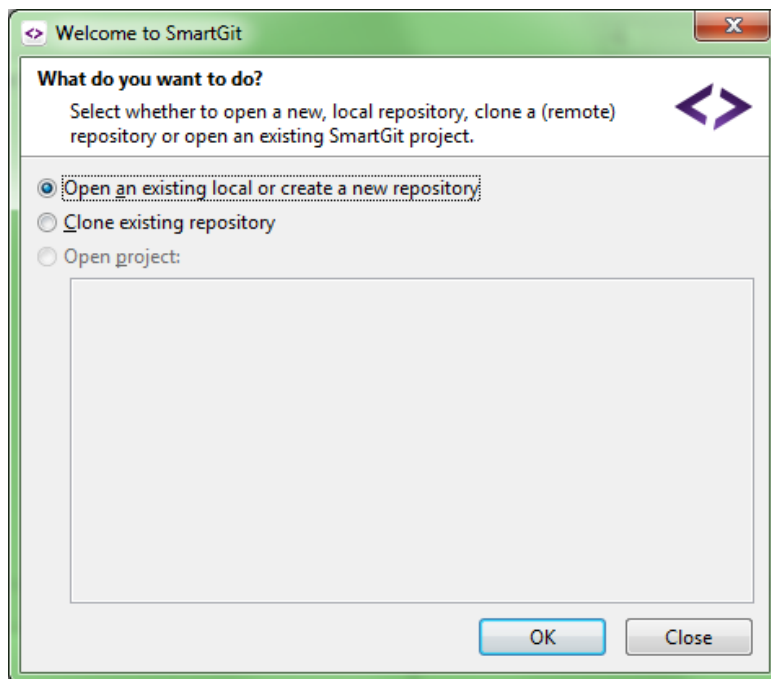 Welcome to SmartGit
What do you want to do?
Select whether to open a new, local repository, clone a (remote)
repository or open an existing SmartGit project.
Open an existing local or create a new repository
Clone existing repository
Open project:
OK
Close